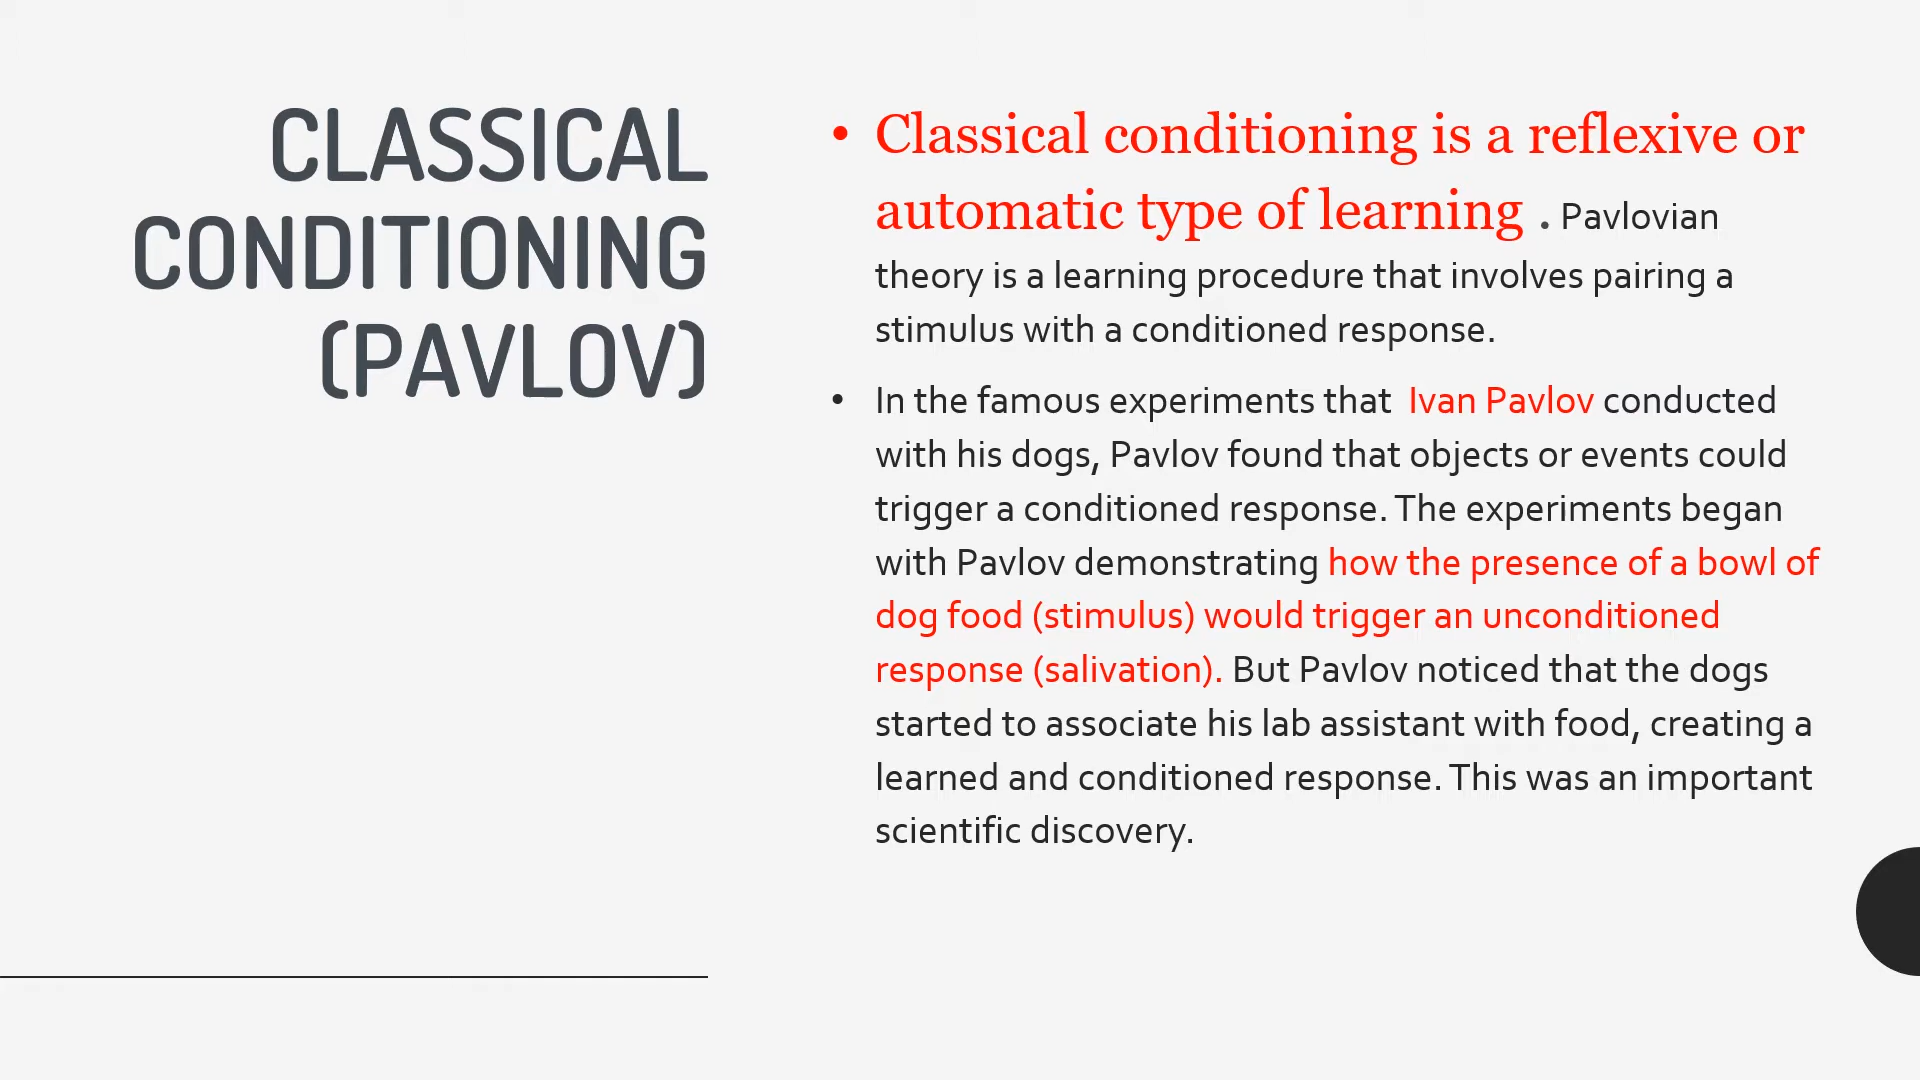 CLASSICAL
CONDITIONING
(PAVLOV)
• Classical conditioning is a reflexive or
automatic type of learning . Pavlovian
theory is a learning procedure that involves pairing a
stimulus with a conditioned response.
• In the famous experiments that Ivan Pavlov conducted
with his dogs, Pavlov found that objects or events could
trigger a conditioned response. The experiments began
with Pavlov demonstrating how the presence of a bowl of
dog food (stimulus) would trigger an unconditioned
response (salivation). But Pavlov noticed that the dogs
started to associate his lab assistant with food, creating a
learned and conditioned response. This was an important
scientific discovery.